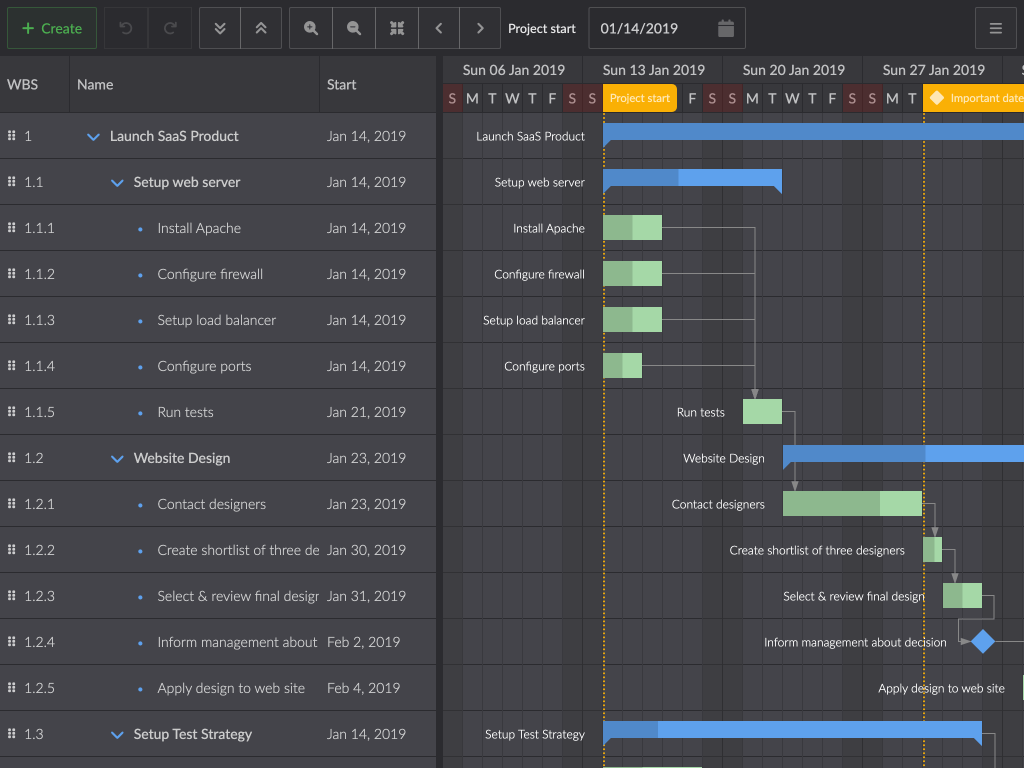 + Create
Project start
01/14/2019
WBS Name Start
Sun 06 Jan 2019 Sun 13 Jan 2019 Sun 20 Jan 2019 Sun 27 Jan 2019 S
S M T W T F S S Project start F S S M T W T F S S M T Important date
1 Launch SaaS Product Jan 14, 2019 Launch SaaS Product
1.1 Setup web server Jan 14, 2019 Setup web server
1.1.1 Install Apache Jan 14, 2019 Install Apache
1.1.2 Configure firewall Jan 14, 2019 Configure firewall
1.1.3 Setup load balancer Jan 14, 2019 Setup load balancer
1.1.4 Configure ports Jan 14, 2019 Configure ports
1.1.5 Run tests Jan 21, 2019 Run tests
1.2 Website Design Jan 23, 2019 Website Design
1.2.1 Contact designers Jan 23, 2019 Contact designers
1.2.2 Create shortlist of three de Jan 30, 2019 Create shortlist of three designers
1.2.3 Select & review final design Jan 31, 2019 Select & review final design
1.2.4 Inform management about Feb 2, 2019 Inform management about decision
1.2.5 Apply design to web site Feb 4, 2019 Apply design to web site
1.3 Setup Test Strategy Jan 14, 2019 Setup Test Strategy